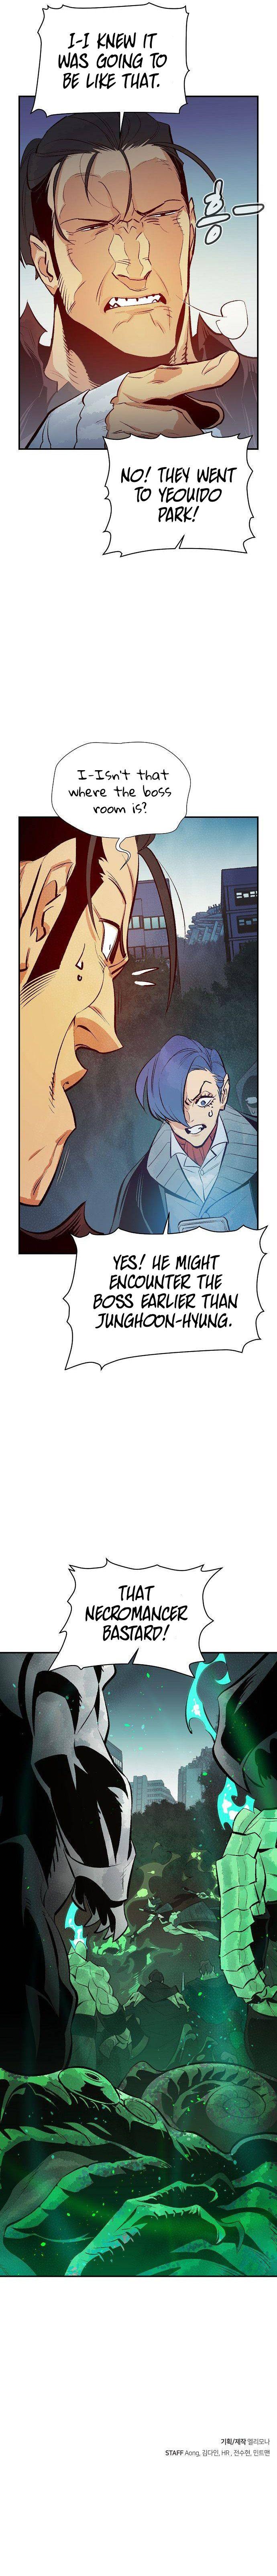 I-I KNEW IT
WAS GOING TO
BE LIKE THAT.
흥
NO! THEY WENT
TO YEOUIDO
PARK!
I-Isn't that
where the boss
room is?
YES! HE MIGHT
ENCOUNTER THE
BOSS EARLIER THAN
JUNGHOON-HYUNG.
THAT
NECROMANCER
BASTARD!
기획/제작 엘리모나
STAFF Aong, 김다인, HR, 전수현, 민트맨